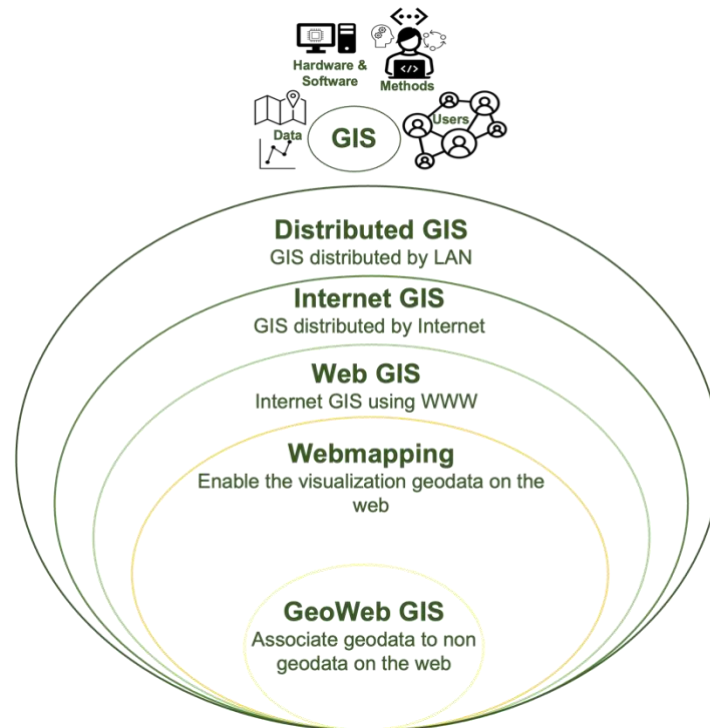 Hardware &
Software
Methods
</>
Data
Users
GIS
Distributed GIS
GIS distributed by LAN
Internet GIS
GIS distributed by Internet
Web GIS
Internet GIS using WWW
Webmapping
Enable the visualization geodata on the
web
GeoWeb GIS
Associate geodata to non
geodata on the web